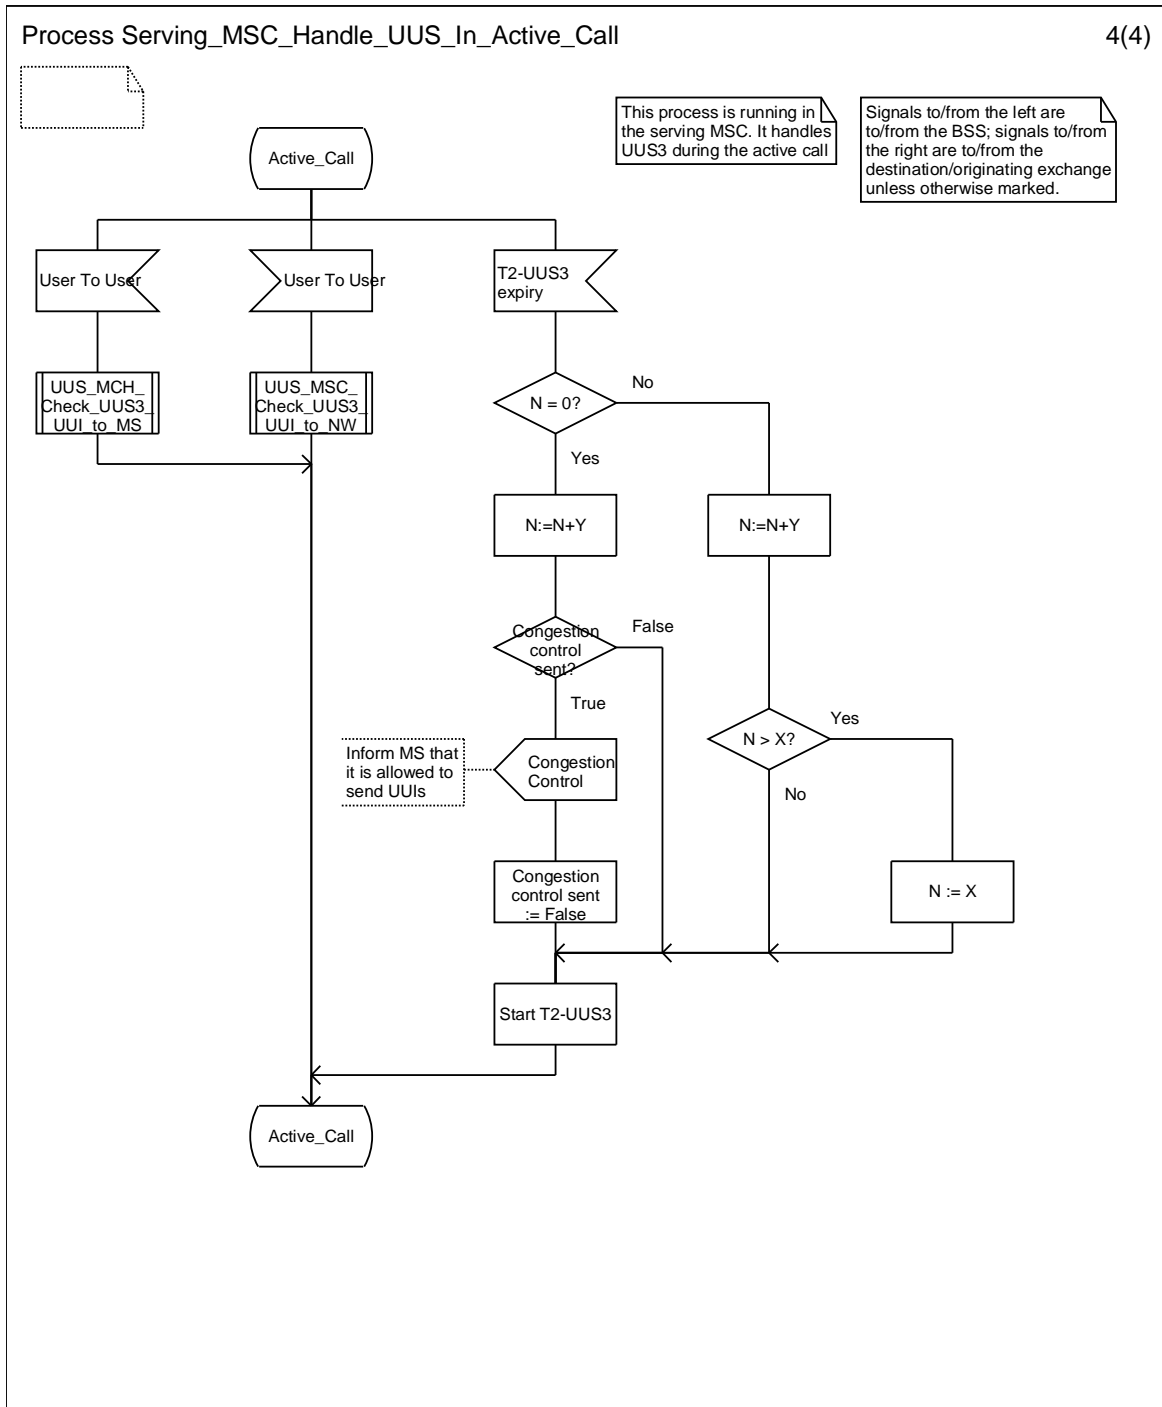 Process Serving_MSC_Handle_UUS_In_Active_Call
4(4)
This process is running in
the serving MSC. It handles
UUS3 during the active call
Signals to/from the left are
to/from the BSS; signals to/from
the right are to/from the
destination/originating exchange
unless otherwise marked.
Active_Call
User To User
User To User
T2-UUS3
expiry
UUS_MCH_
Check_UUS3_
UUI_to_MS
UUS_MSC_
Check_UUS3_
UUI_to_NW
N = 0?
No
Yes
N:=N+Y
N:=N+Y
Congestion
control
sent?
False
True
Inform MS that
it is allowed to
send UUIs
Congestion
Control
N > X?
Yes
No
Congestion
control sent
:= False
N := X
Start T2-UUS3
Active_Call